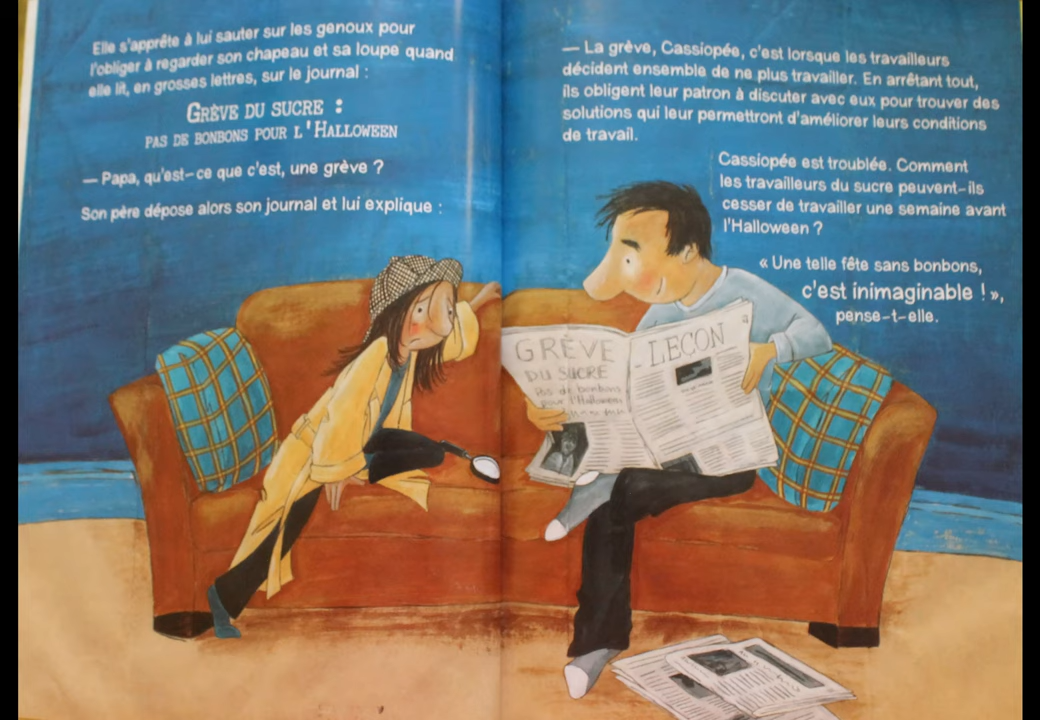 Elle s'apprête à lui sauter sur les genoux pour
l'obliger à regarder son chapeau et sa loupe quand
elle lit, en grosses lettres, sur le journal :
GRÈVE DU SUCRE :
PAS DE BONBONS POUR L'HALLOWEEN
— Papa, qu'est-ce que c'est, une grève ?
Son père dépose alors son journal et lui explique :
— La grève, Cassiopée, c'est lorsque les travailleurs
décident ensemble de ne plus travailler. En arrêtant tout,
ils obligent leur patron à discuter avec eux pour trouver des
solutions qui leur permettront d'améliorer leurs conditions
de travail.
Cassiopée est troublée. Comment
les travailleurs du sucre peuvent-ils
cesser de travailler une semaine avant
l'Halloween ?
« Une telle fête sans bonbons,
c'est inimaginable ! »,
pense-t-elle.
GRÈVE
DU SUCRE
Pas de bonbons
pour l'Halloween
LEÇON